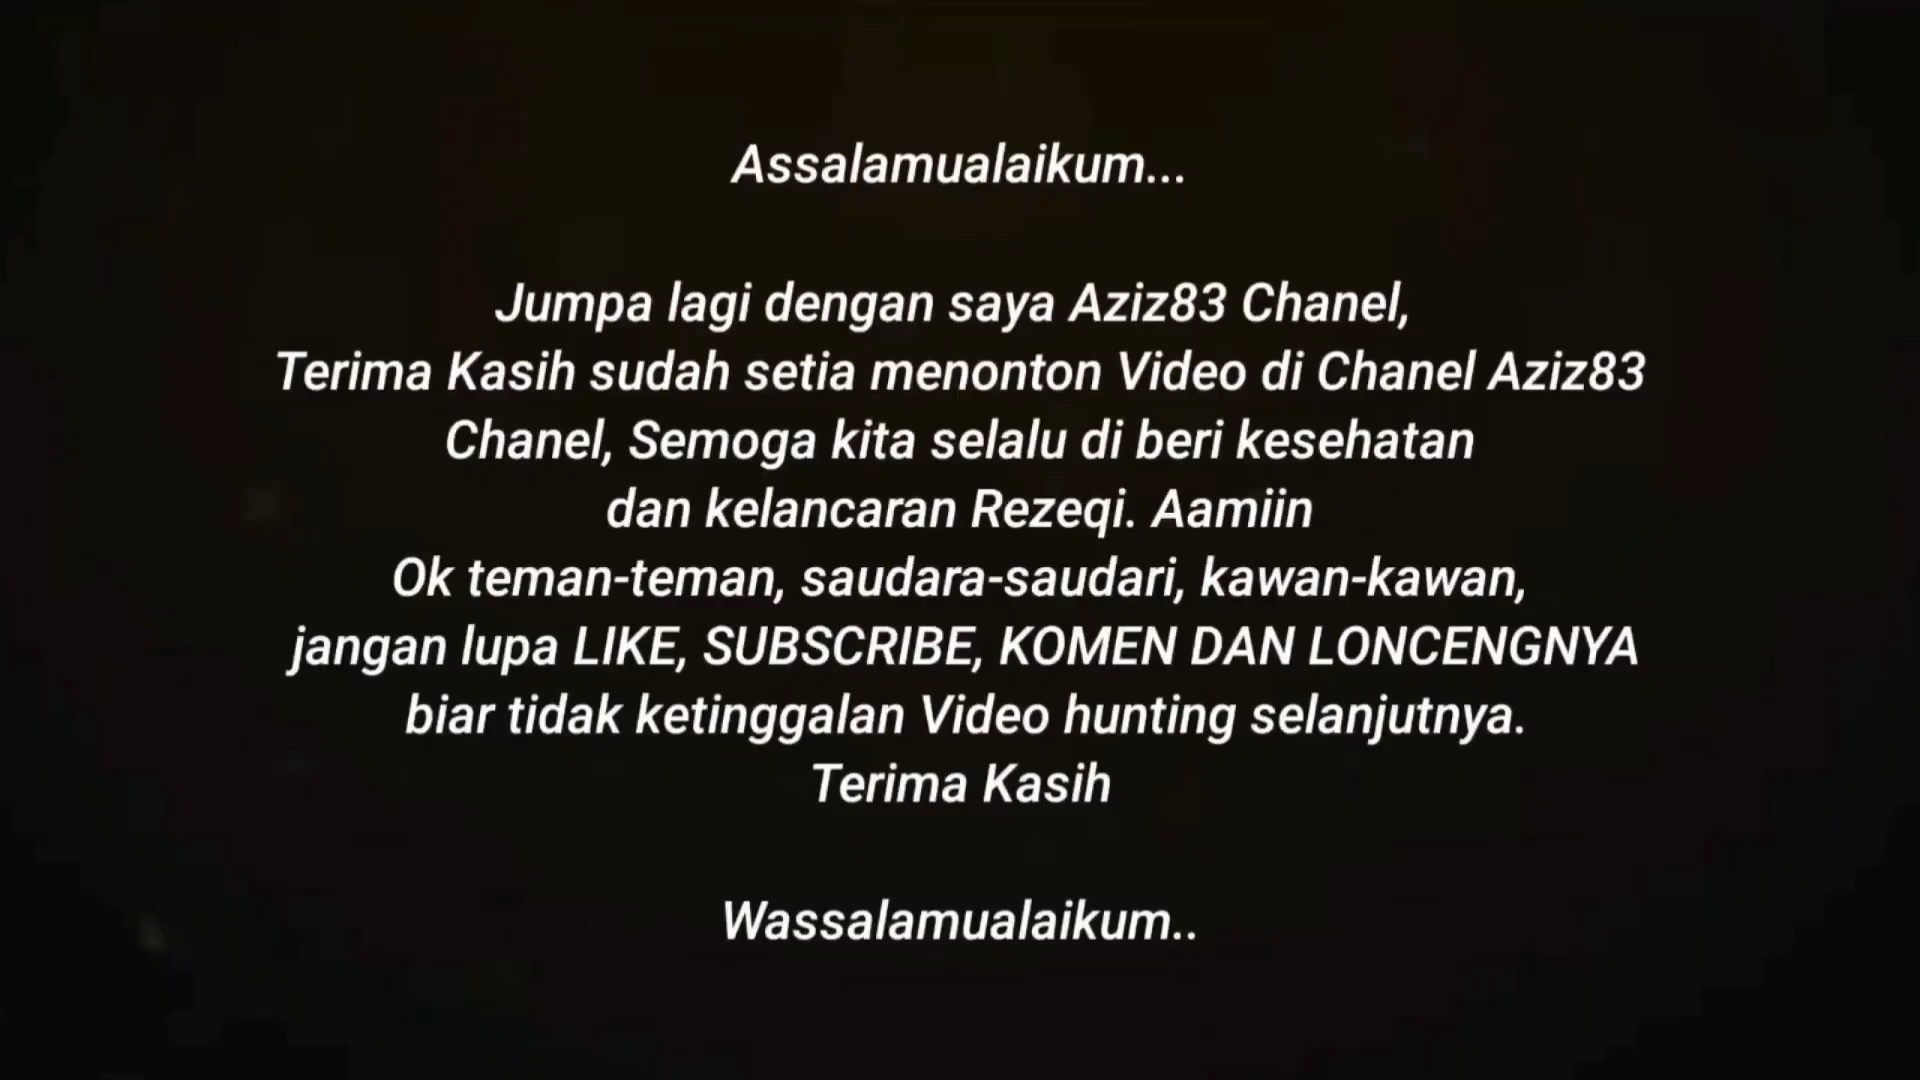 Assalamualaikum...
Jumpa lagi dengan saya Aziz83 Chanel,
Terima Kasih sudah setia menonton Video di Chanel Aziz83
Chanel, Semoga kita selalu di beri kesehatan
dan kelancaran Rezeqi. Aamiin
Ok teman-teman, saudara-saudari, kawan-kawan,
jangan lupa LIKE, SUBSCRIBE, KOMEN DAN LONCENGNYA
biar tidak ketinggalan Video hunting selanjutnya.
Terima Kasih
Wassalamualaikum..